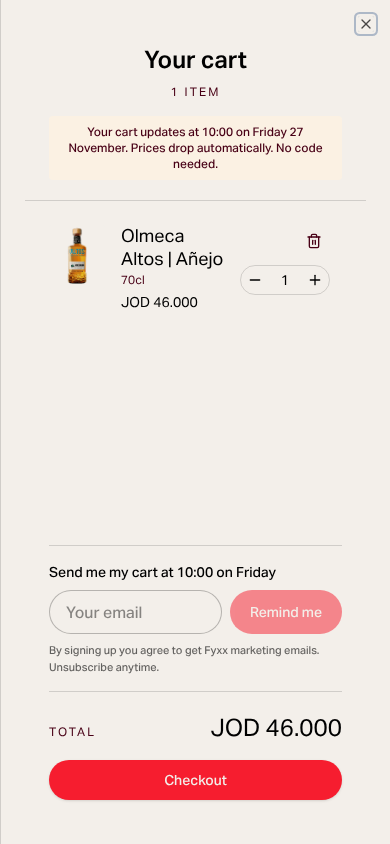 Your cart
1 ITEM
Your cart updates at 10:00 on Friday 27
November. Prices drop automatically. No code
needed.
Olmeca
Altos | Añejo
70cl
JOD 46.000
1
Send me my cart at 10:00 on Friday
Your email
Remind me
By signing up you agree to get Fyxx marketing emails.
Unsubscribe anytime.
TOTAL
JOD 46.000
Checkout